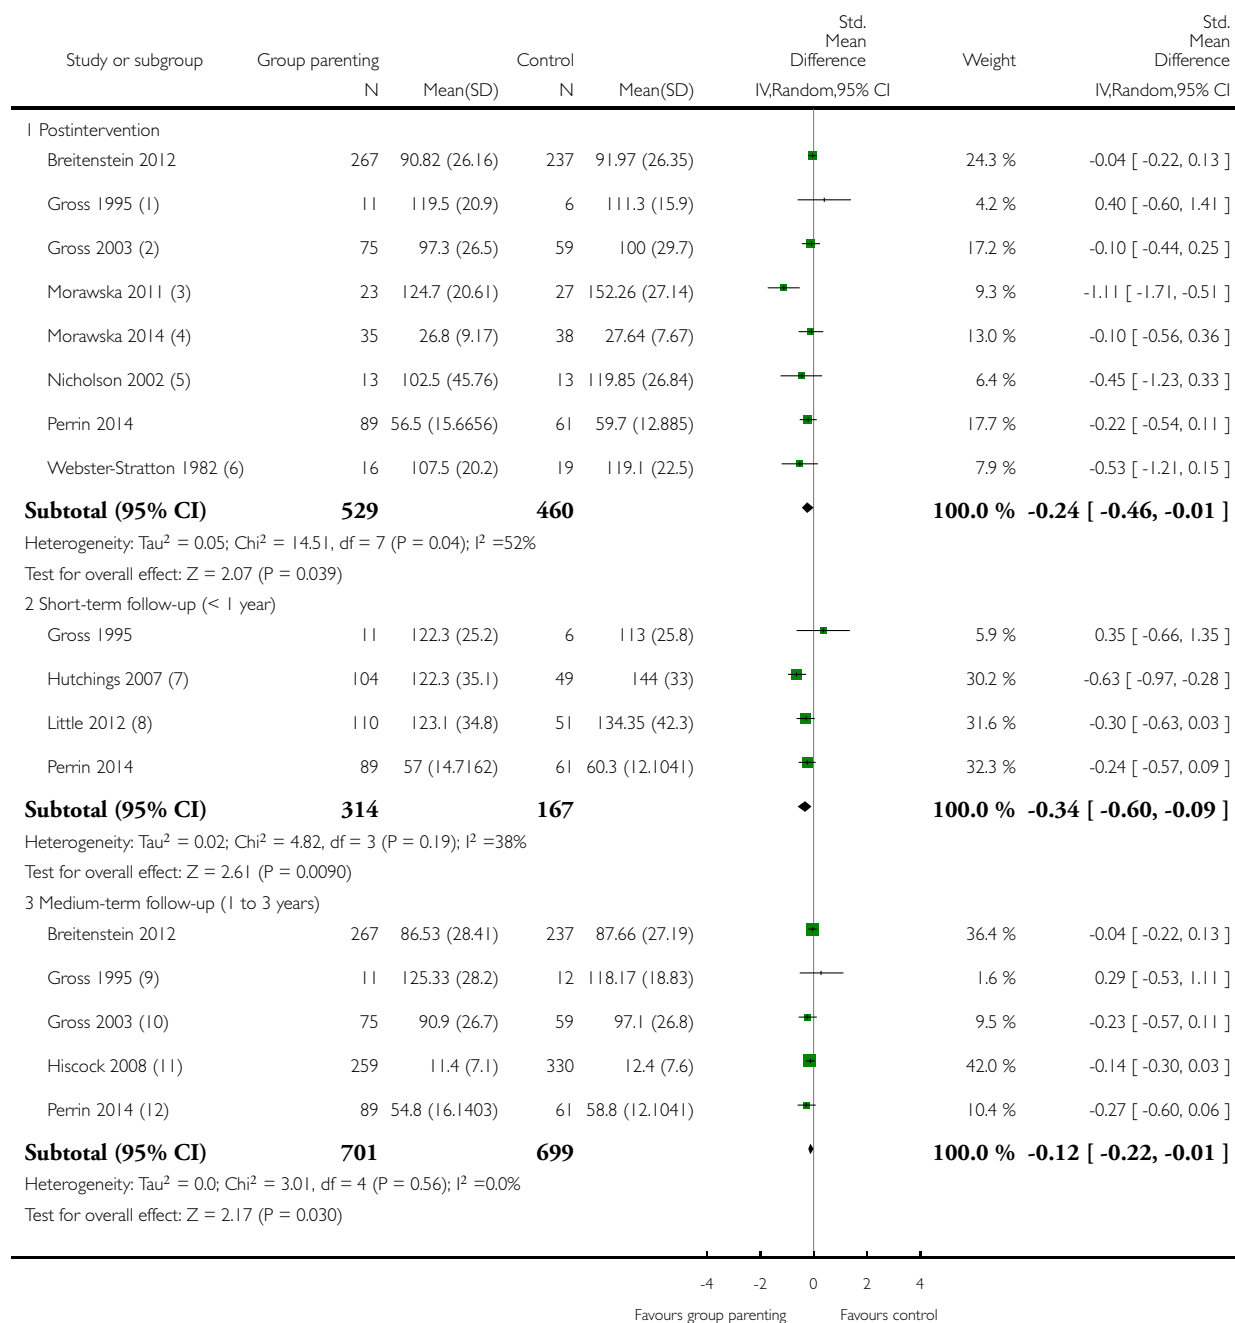 Std. Mean Difference
Std. Mean Difference
Study or subgroup Group parenting Control Weight
N Mean(SD) N Mean(SD) IV,Random,95% CI IV,Random,95% CI
1 Postintervention
Breitenstein 2012 267 90.82 (26.16) 237 91.97 (26.35) 24.3 % -0.04 [ -0.22, 0.13 ]
Gross 1995 (1) 11 119.5 (20.9) 6 111.3 (15.9) 4.2 % 0.40 [ -0.60, 1.41 ]
Gross 2003 (2) 75 97.3 (26.5) 59 100 (29.7) 17.2 % -0.10 [ -0.44, 0.25 ]
Morawska 2011 (3) 23 124.7 (20.61) 27 152.26 (27.14) 9.3 % -1.11 [ -1.71, -0.51 ]
Morawska 2014 (4) 35 26.8 (9.17) 38 27.64 (7.67) 13.0 % -0.10 [ -0.56, 0.36 ]
Nicholson 2002 (5) 13 102.5 (45.76) 13 119.85 (26.84) 6.4 % -0.45 [ -1.23, 0.33 ]
Perrin 2014 89 56.5 (15.6656) 61 59.7 (12.885) 17.7 % -0.22 [ -0.54, 0.11 ]
Webster-Stratton 1982 (6) 16 107.5 (20.2) 19 119.1 (22.5) 7.9 % -0.53 [ -1.21, 0.15 ]
Subtotal (95% CI) 529 460 100.0 % -0.24 [ -0.46, -0.01 ]
Heterogeneity: Tau² = 0.05; Chi² = 14.51, df = 7 (P = 0.04); I² =52%
Test for overall effect: Z = 2.07 (P = 0.039)
2 Short-term follow-up (< 1 year)
Gross 1995 11 122.3 (25.2) 6 113 (25.8) 5.9 % 0.35 [ -0.66, 1.35 ]
Hutchings 2007 (7) 104 122.3 (35.1) 49 144 (33) 30.2 % -0.63 [ -0.97, -0.28 ]
Little 2012 (8) 110 123.1 (34.8) 51 134.35 (42.3) 31.6 % -0.30 [ -0.63, 0.03 ]
Perrin 2014 89 57 (14.7162) 61 60.3 (12.1041) 32.3 % -0.24 [ -0.57, 0.09 ]
Subtotal (95% CI) 314 167 100.0 % -0.34 [ -0.60, -0.09 ]
Heterogeneity: Tau² = 0.02; Chi² = 4.82, df = 3 (P = 0.19); I² =38%
Test for overall effect: Z = 2.61 (P = 0.0090)
3 Medium-term follow-up (1 to 3 years)
Breitenstein 2012 267 86.53 (28.41) 237 87.66 (27.19) 36.4 % -0.04 [ -0.22, 0.13 ]
Gross 1995 (9) 11 125.33 (28.2) 12 118.17 (18.83) 1.6 % 0.29 [ -0.53, 1.11 ]
Gross 2003 (10) 75 90.9 (26.7) 59 97.1 (26.8) 9.5 % -0.23 [ -0.57, 0.11 ]
Hiscock 2008 (11) 259 11.4 (7.1) 330 12.4 (7.6) 42.0 % -0.14 [ -0.30, 0.03 ]
Perrin 2014 (12) 89 54.8 (16.1403) 61 58.8 (12.1041) 10.4 % -0.27 [ -0.60, 0.06 ]
Subtotal (95% CI) 701 699 100.0 % -0.12 [ -0.22, -0.01 ]
Heterogeneity: Tau² = 0.0; Chi² = 3.01, df = 4 (P = 0.56); I² =0.0%
Test for overall effect: Z = 2.17 (P = 0.030)
-4 -2 0 2 4
Favours group parenting Favours control